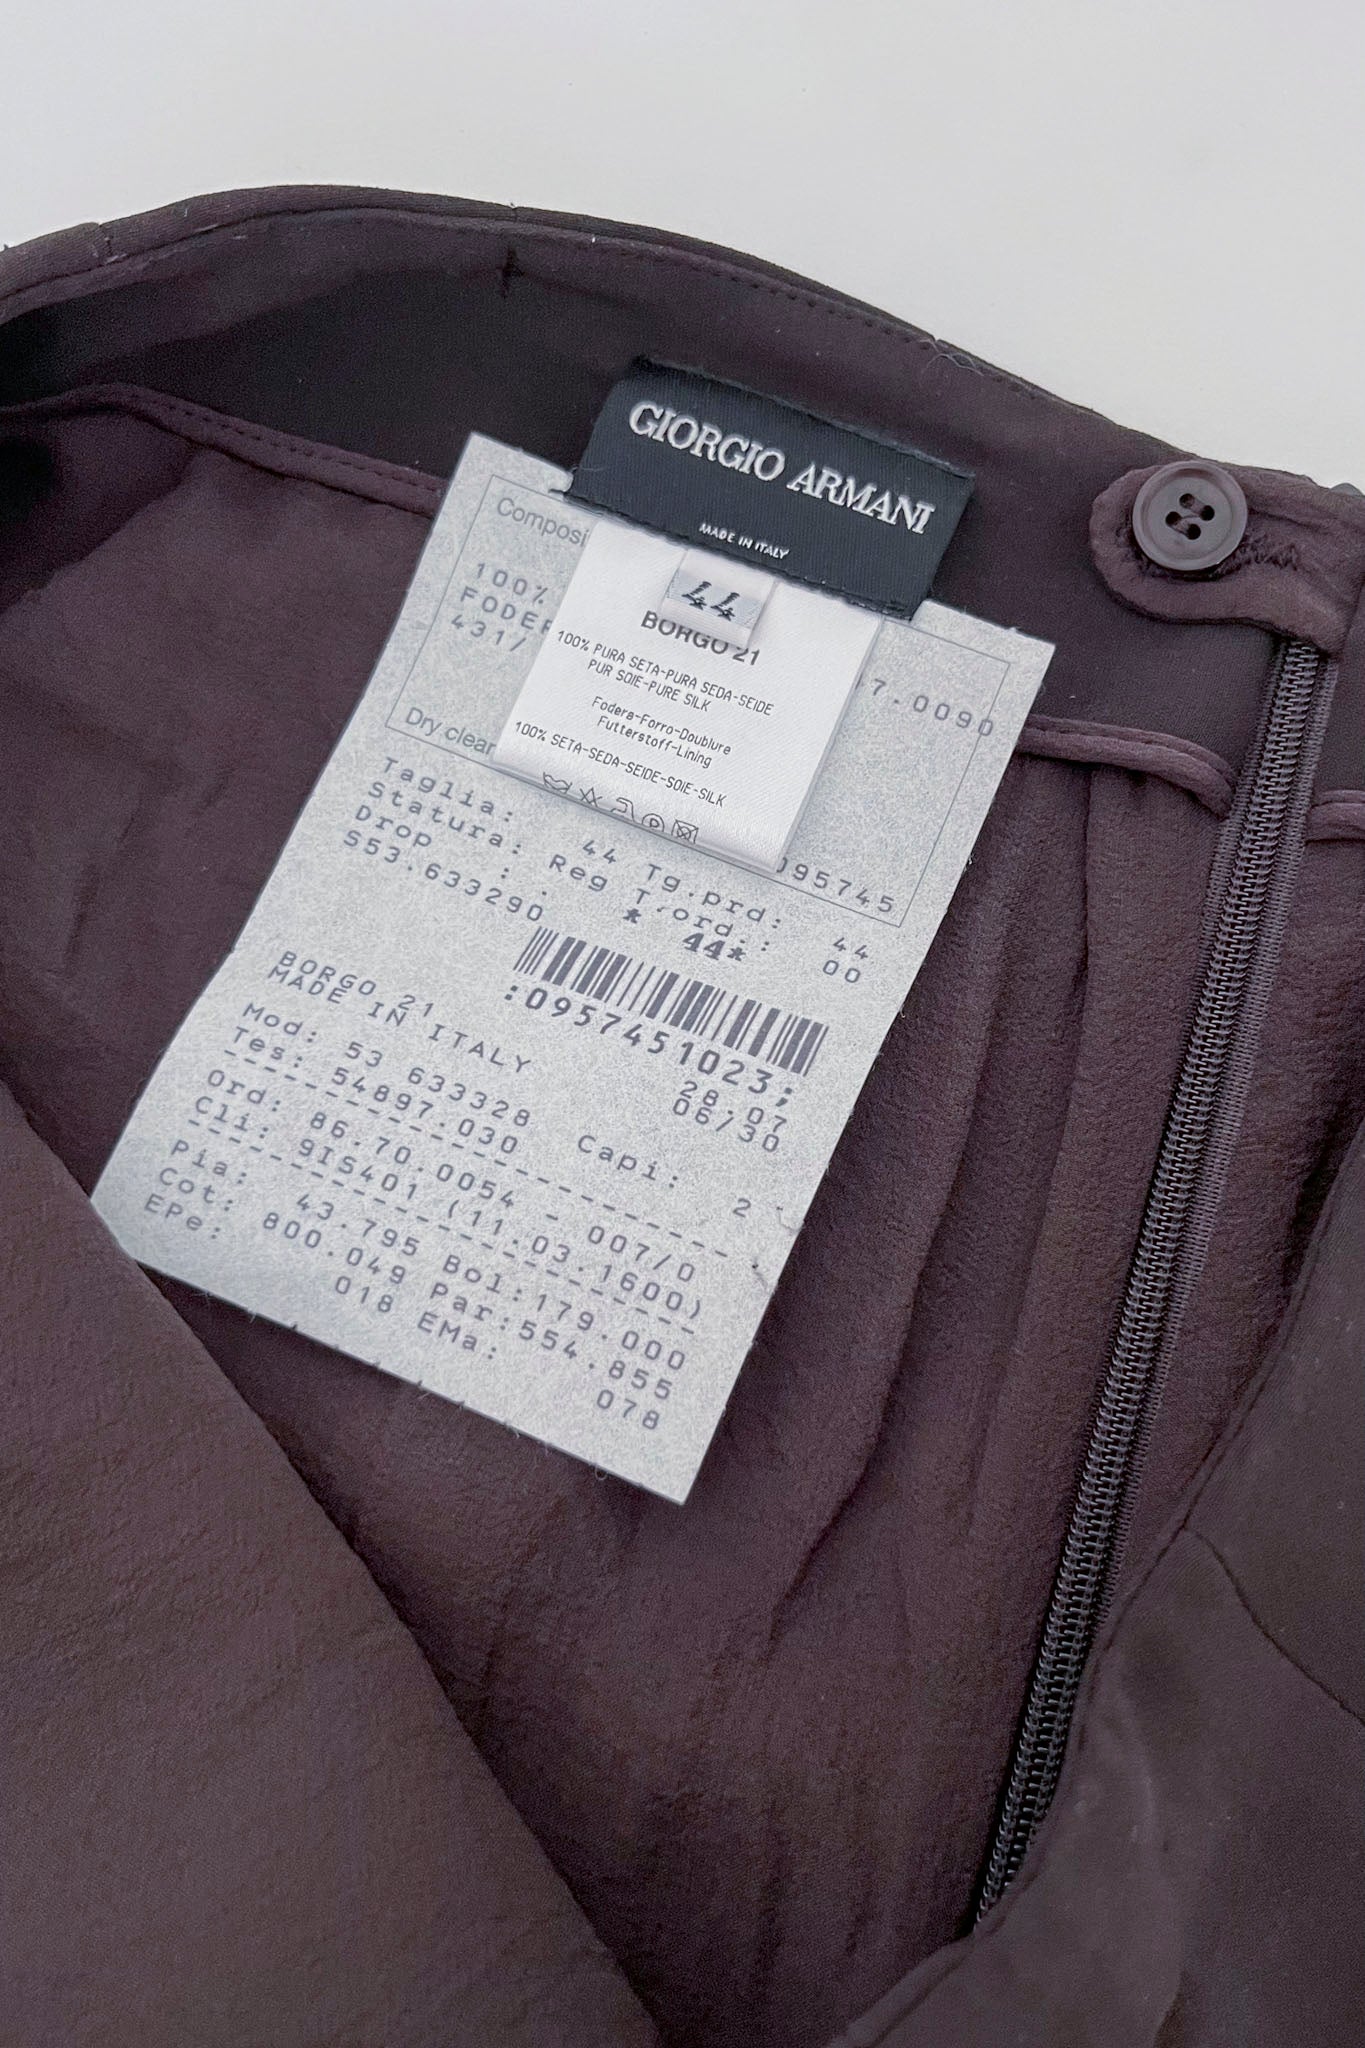 GIORGIO ARMANI
MADE IN ITALY
44
BORGO 21
100% PURA SETA-PURA SEDA-SEIDE
PUR SOIE-PURE SILK
Fodera-Forro-Doublure
Futterstoff-Lining
100% SETA-SEDA-SEIDE-SOIE-SILK
100%
431/
7.0090
Dry clean
095745
Taglia: 44 Tg.prd: 44
Statura: Reg T.ord.: 00
Drop : . * 44*
S53.633290
:0957451023;
BORGO 21 28 07
MADE IN ITALY 06/30
Mod: 53 633328 Capi: 2
Tes: 54897.030
Ord: 86.70.0054 - 007/0
Cli: 9IS401 (11.03.1600)
Pia: 43.795 Bol:179.000
Cot: 800.049 Par:554.855
EPe: 018 EMa: 078